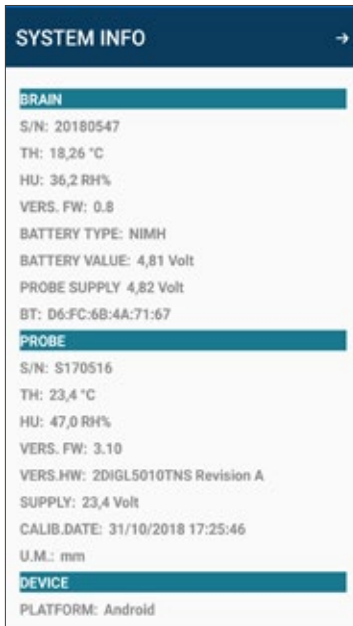 SYSTEM INFO →
BRAIN
S/N: 20180547
TH: 18,26 °C
HU: 36,2 RH%
VERS. FW: 0.8
BATTERY TYPE: NIMH
BATTERY VALUE: 4,81 Volt
PROBE SUPPLY 4,82 Volt
BT: D6:FC:6B:4A:71:67
PROBE
S/N: S170516
TH: 23,4 °C
HU: 47,0 RH%
VERS. FW: 3.10
VERS.HW: 2DIGL5010TNS Revision A
SUPPLY: 23,4 Volt
CALIB.DATE: 31/10/2018 17:25:46
U.M.: mm
DEVICE
PLATFORM: Android